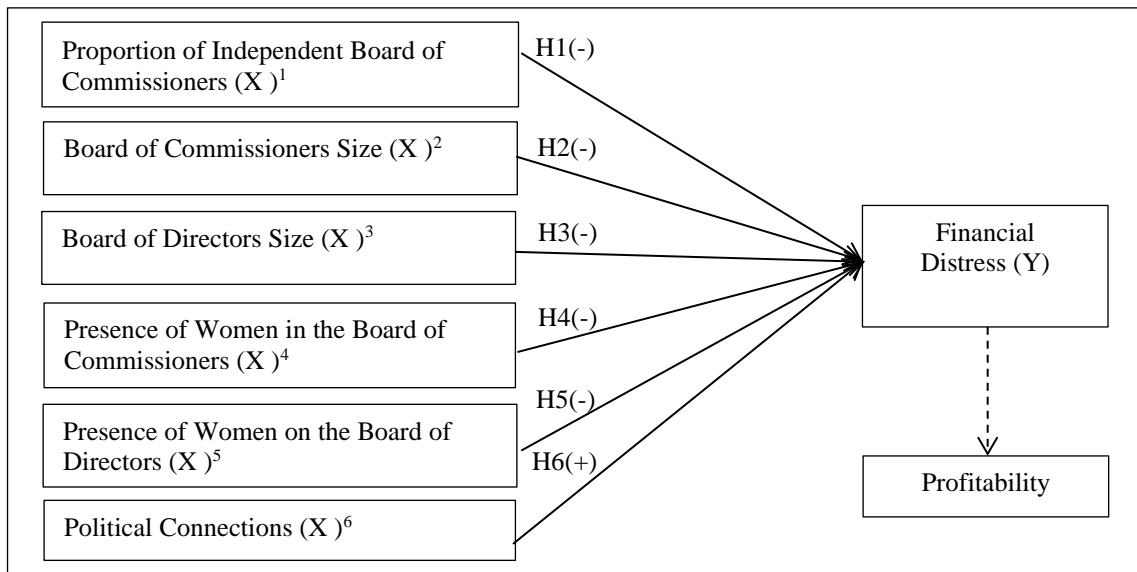 Proportion of Independent Board of
Commissioners (X )¹
H1(-)
Board of Commissioners Size (X )²
H2(-)
Board of Directors Size (X )³
H3(-)
Financial
Distress (Y)
Presence of Women in the Board of
Commissioners (X )⁴
H4(-)
Presence of Women on the Board of
Directors (X )⁵
H5(-)
H6(+)
Profitability
Political Connections (X )⁶